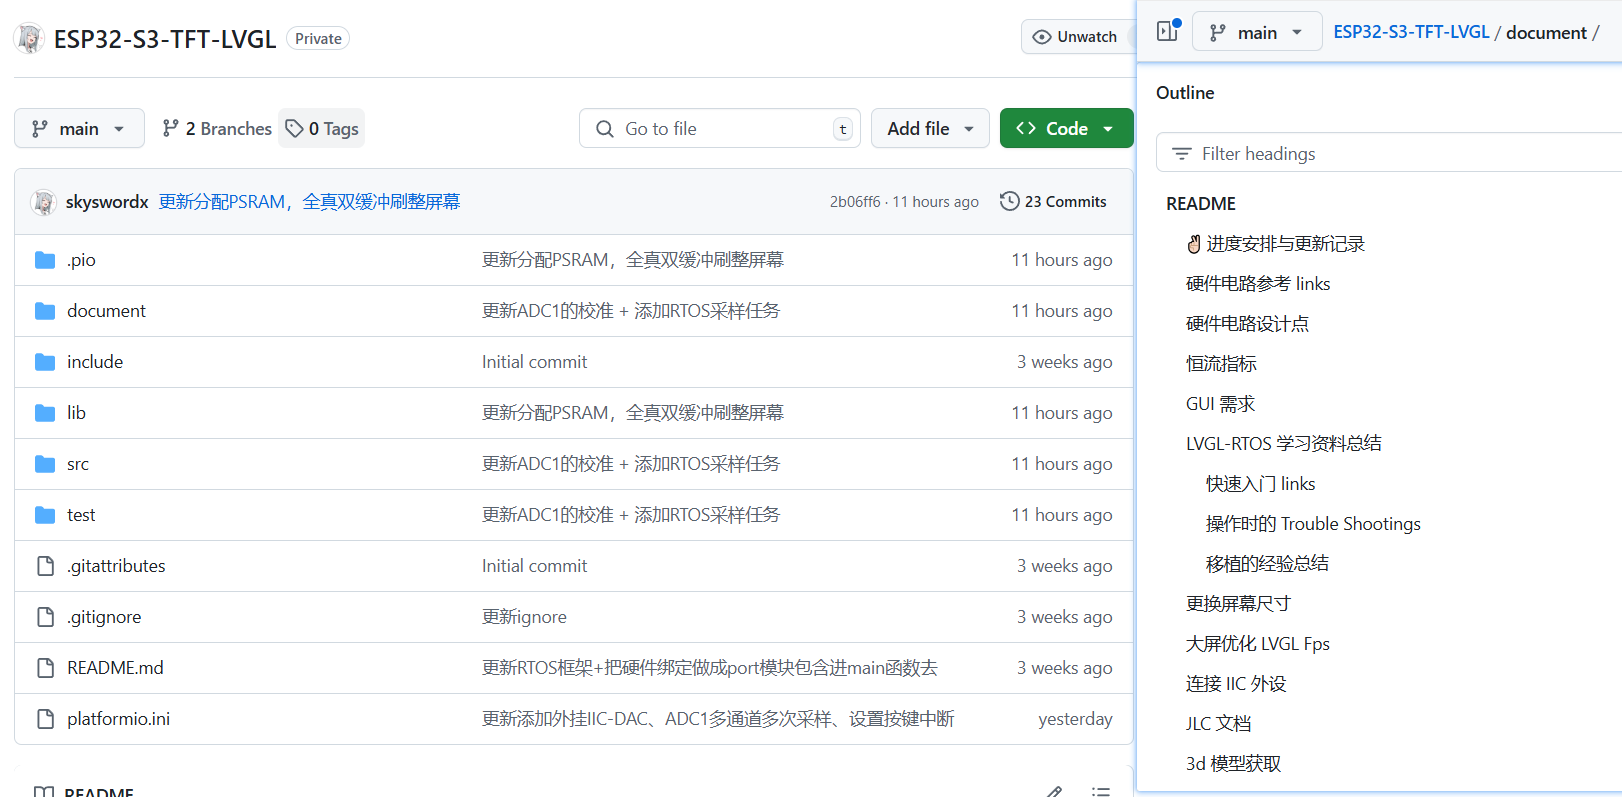 ESP32-S3-TFT-LVGL Private
Unwatch
main 2 Branches 0 Tags
Go to file t
Add file
Code
skyswordx 更新分配PSRAM，全真双缓冲刷整屏幕 2b06ff6 · 11 hours ago 23 Commits
.pio 更新分配PSRAM，全真双缓冲刷整屏幕 11 hours ago
document 更新ADC1的校准 + 添加RTOS采样任务 11 hours ago
include Initial commit 3 weeks ago
lib 更新分配PSRAM，全真双缓冲刷整屏幕 11 hours ago
src 更新ADC1的校准 + 添加RTOS采样任务 11 hours ago
test 更新ADC1的校准 + 添加RTOS采样任务 11 hours ago
.gitattributes Initial commit 3 weeks ago
.gitignore 更新ignore 3 weeks ago
README.md 更新RTOS框架+把硬件绑定做成port模块包含进main函数去 3 weeks ago
platformio.ini 更新添加外挂IIC-DAC、ADC1多通道多次采样、设置按键中断 yesterday
README
main ESP32-S3-TFT-LVGL / document /
Outline
Filter headings
README
✌🏻 进度安排与更新记录
硬件电路参考 links
硬件电路设计点
恒流指标
GUI 需求
LVGL-RTOS 学习资料总结
快速入门 links
操作时的 Trouble Shootings
移植的经验总结
更换屏幕尺寸
大屏优化 LVGL Fps
连接 IIC 外设
JLC 文档
3d 模型获取